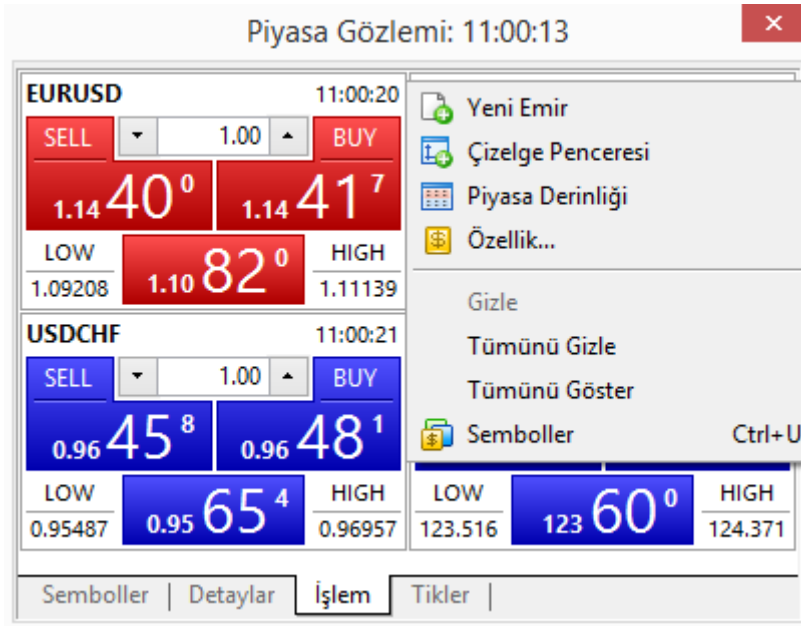 Piyasa Gözlemi: 11:00:13
EURUSD 11:00:20
SELL 1.00 BUY
1.14 40 0 1.14 41 7
LOW 1.10 82 0 HIGH
1.09208 1.11139
USDCHF 11:00:21
SELL 1.00 BUY
0.96 45 8 0.96 48 1
LOW 0.95 65 4 HIGH
0.95487 0.96957
Yeni Emir
Çizelge Penceresi
Piyasa Derinliği
Özellik...
Gizle
Tümünü Gizle
Tümünü Göster
Semboller Ctrl+U
LOW 123 60 0 HIGH
123.516 124.371
Semboller | Detaylar İşlem Tikler |